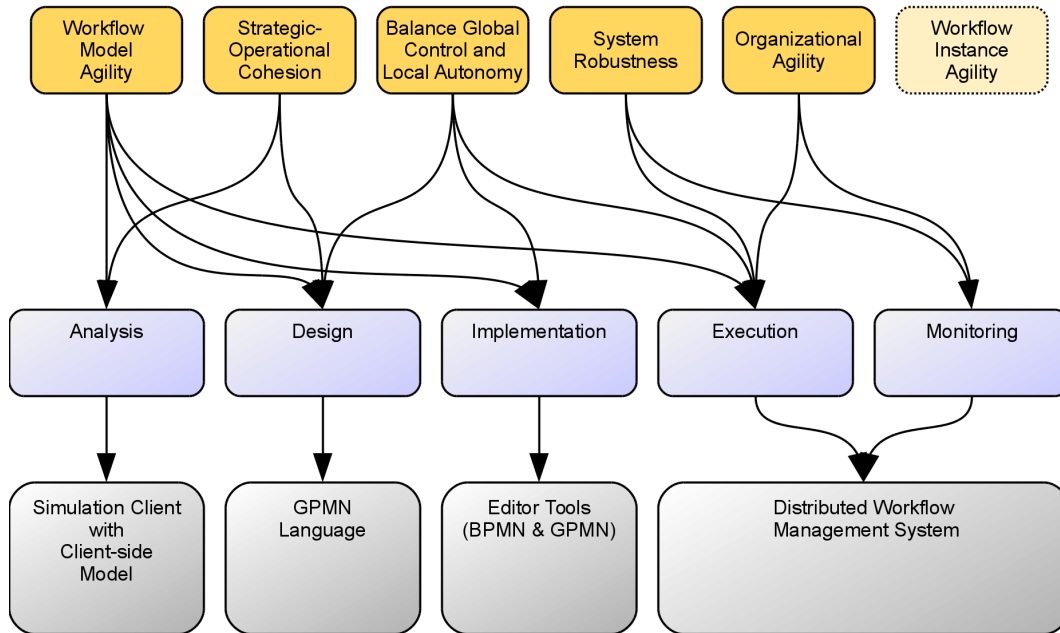 Workflow
Model
Agility
Strategic-
Operational
Cohesion
Balance Global
Control and
Local Autonomy
System
Robustness
Organizational
Agility
Workflow
Instance
Agility
Analysis
Design
Implementation
Execution
Monitoring
Simulation Client
with
Client-side
Model
GPMN
Language
Editor Tools
(BPMN & GPMN)
Distributed Workflow
Management System